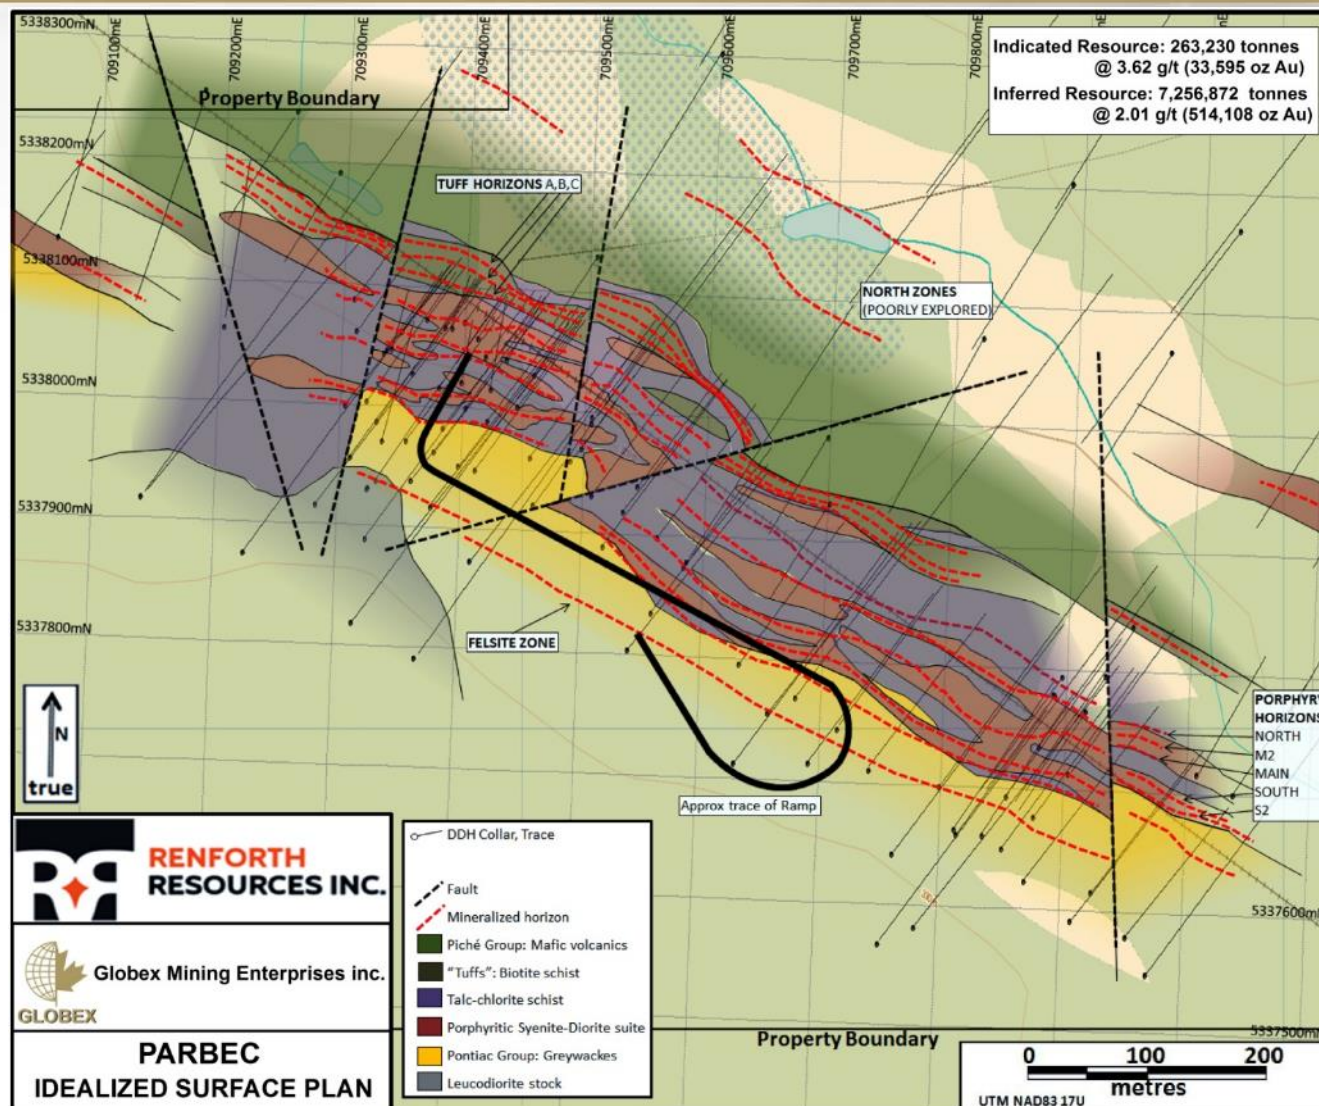 5338300mN
709100mE
709200mE
709300mE
709400mE
709500mE
709600mE
709700mE
709800mE
Indicated Resource: 263,230 tonnes
@ 3.62 g/t (33,595 oz Au)
Inferred Resource: 7,256,872 tonnes
@ 2.01 g/t (514,108 oz Au)
Property Boundary
5338200mN
TUFF HORIZONS A,B,C
5338100mN
NORTH ZONES
(POORLY EXPLORED)
5338000mN
5337900mN
5337800mN
FELSITE ZONE
N
true
PORPHYRY
HORIZONS
NORTH
M2
MAIN
SOUTH
S2
Approx trace of Ramp
RENFORTH
RESOURCES INC.
GLOBEX
Globex Mining Enterprises inc.
PARBEC
IDEALIZED SURFACE PLAN
DDH Collar, Trace
Fault
Mineralized horizon
Piché Group: Mafic volcanics
"Tuffs": Biotite schist
Talc-chlorite schist
Porphyritic Syenite-Diorite suite
Pontiac Group: Greywackes
Leucodiorite stock
5337600mN
5337500mN
Property Boundary
0 100 200
metres
UTM NAD83 17U